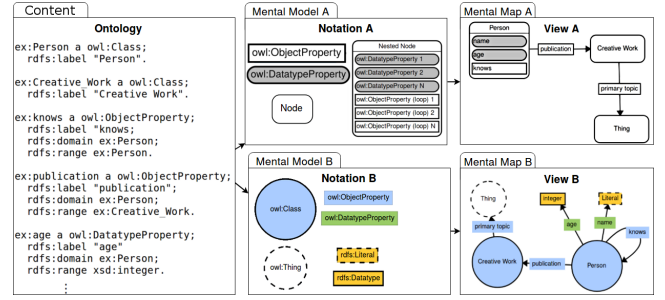 Content
Ontology
ex:Person a owl:Class;
rdfs:label "Person".
ex:Creative_Work a owl:Class;
rdfs:label "Creative Work".
ex:knows a owl:ObjectProperty;
rdfs:label "knows;
rdfs:domain ex:Person;
rdfs:range ex:Person.
ex:publication a owl:ObjectProperty;
rdfs:label "publication";
rdfs:domain ex:Person;
rdfs:range ex:Creative_Work.
ex:age a owl:DatatypeProperty;
rdfs:label "age"
rdfs:domain ex:Person;
rdfs:range xsd:integer.
⋮
Mental Model A
Notation A
owl:ObjectProperty
owl:DatatypeProperty
Node
Nested Node
owl:DatatypeProperty 1
owl:DatatypeProperty 2
owl:DatatypeProperty N
owl:ObjectProperty (loop) 1
owl:ObjectProperty (loop) 2
owl:ObjectProperty (loop) N
Mental Map A
View A
Person
name
age
knows
publication
Creative Work
primary topic
Thing
Mental Model B
Notation B
owl:Class
owl:ObjectProperty
owl:DatatypeProperty
owl:Thing
rdfs:Literal
rdfs:Datatype
Mental Map B
View B
Thing
integer
Literal
primary topic
age
name
knows
Creative Work
publication
Person